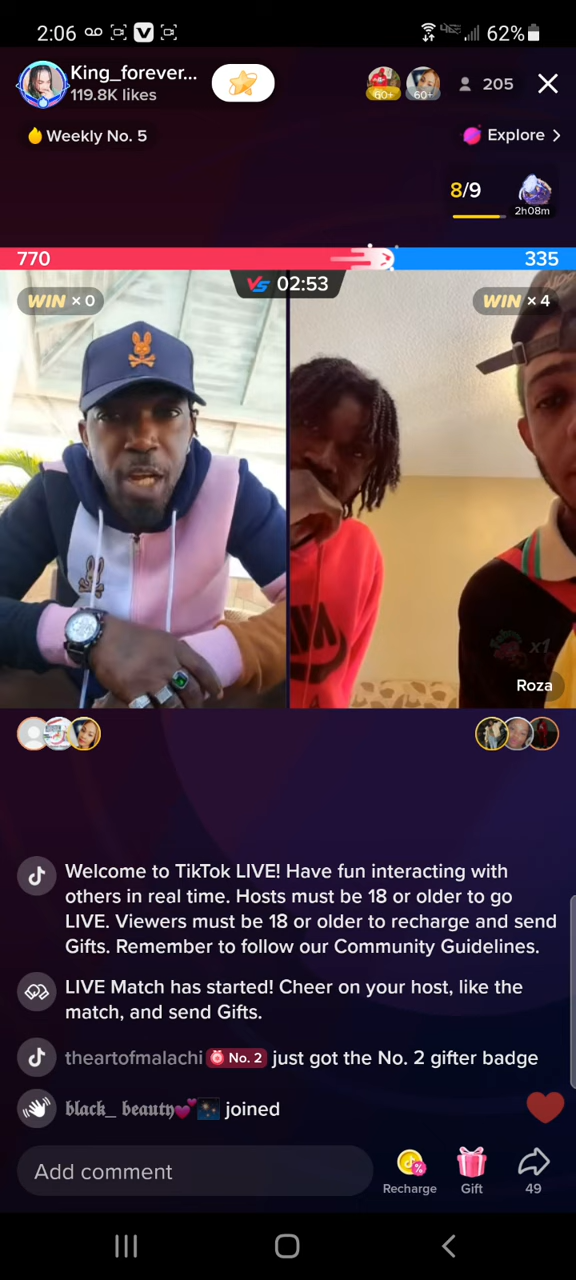 2:06
62%
King_forever...
119.8K likes
60+
60+
205
Weekly No. 5
Explore
8/9
2h08m
770
335
VS 02:53
WIN x 0
WIN x 4
x1
Roza
Welcome to TikTok LIVE! Have fun interacting with
others in real time. Hosts must be 18 or older to go
LIVE. Viewers must be 18 or older to recharge and send
Gifts. Remember to follow our Community Guidelines.
LIVE Match has started! Cheer on your host, like the
match, and send Gifts.
theartofmalachi No. 2 just got the No. 2 gifter badge
𝖇𝖑𝖆𝖈𝖐_ 𝖇𝖊𝖆𝖚𝖙𝖞💕🌌 joined
Add comment
Recharge
Gift
49